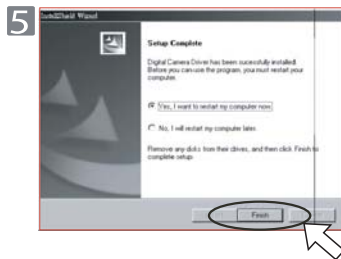 5
InstallShield Wizard
Setup Complete
Digital Camera Driver has been successfully installed.
Before you can use the program, you must restart your
computer.
Yes, I want to restart my computer now.
No, I will restart my computer later.
Remove any disks from their drives, and then click Finish to
complete setup.
Finish